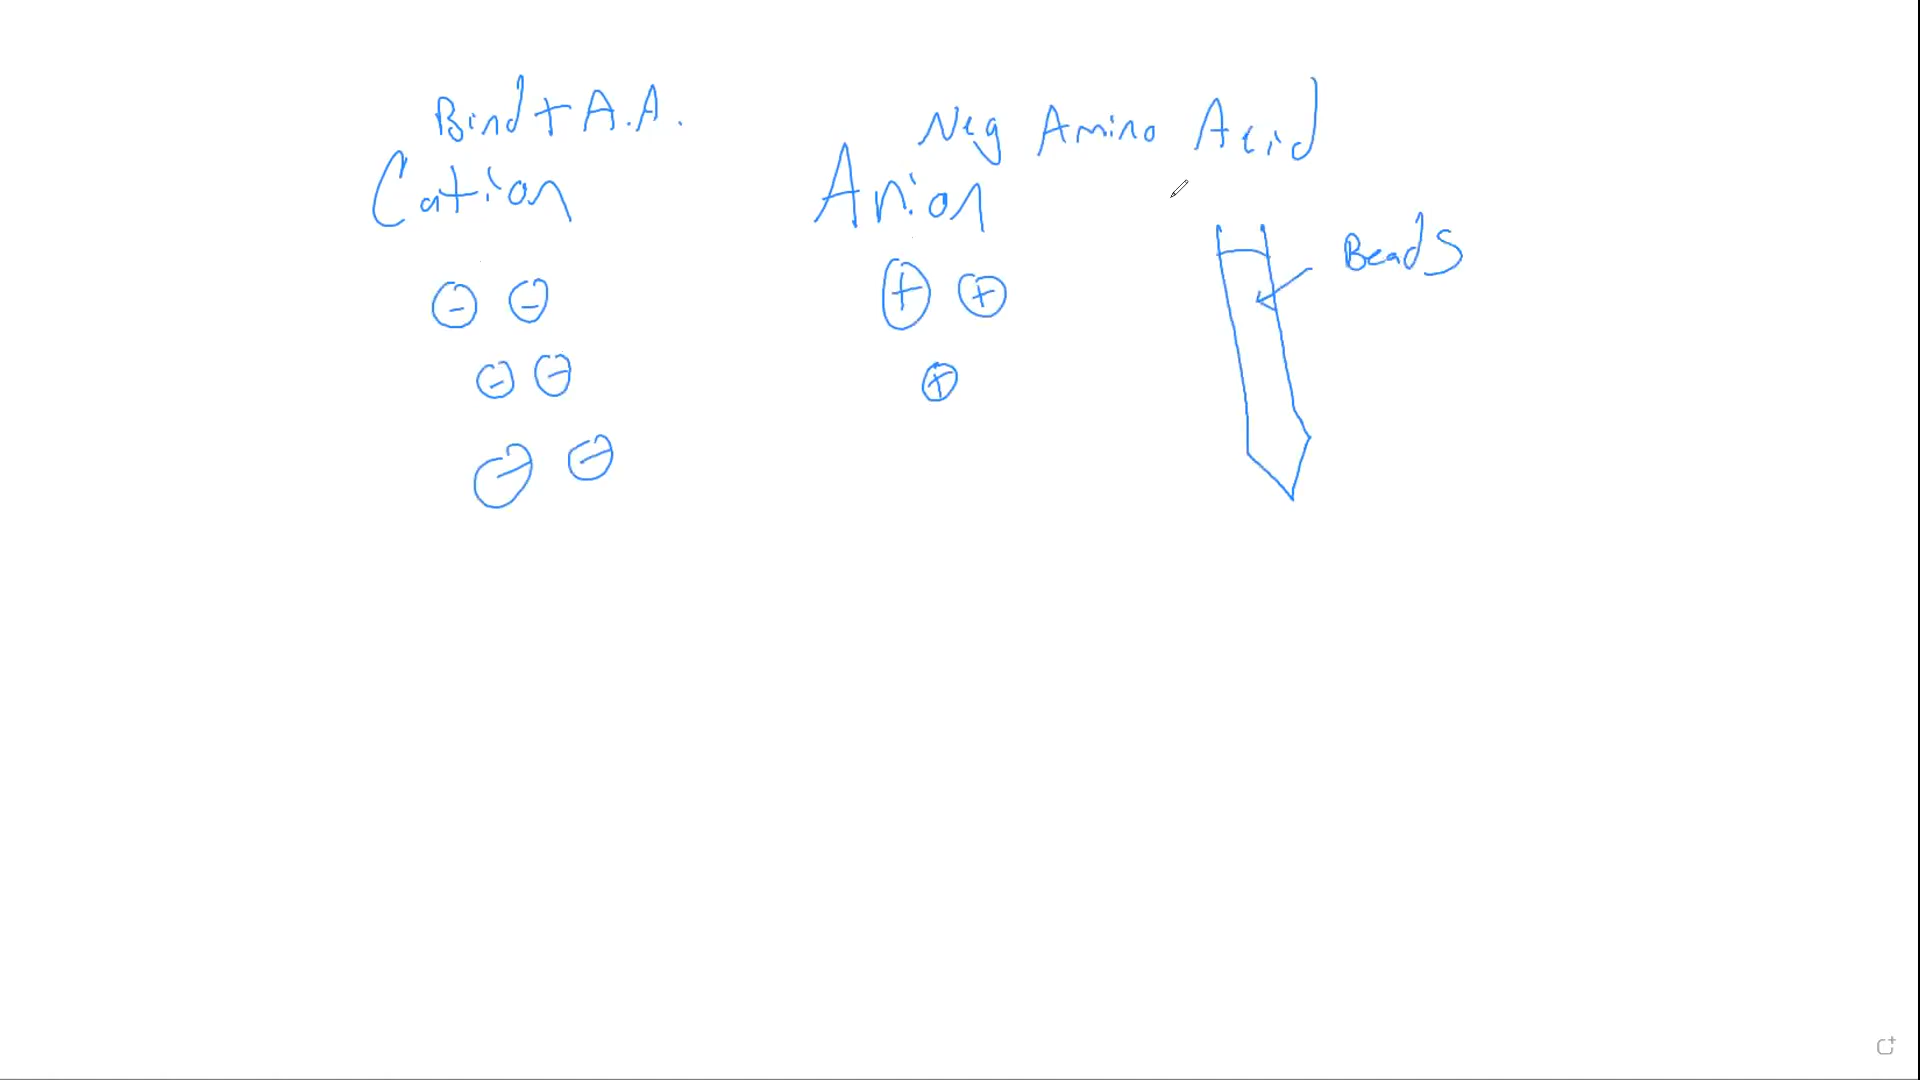 Bind + A.A.
Cation
Neg Amino Acid
Anion
Beads
- -
- -
- -
+ +
+